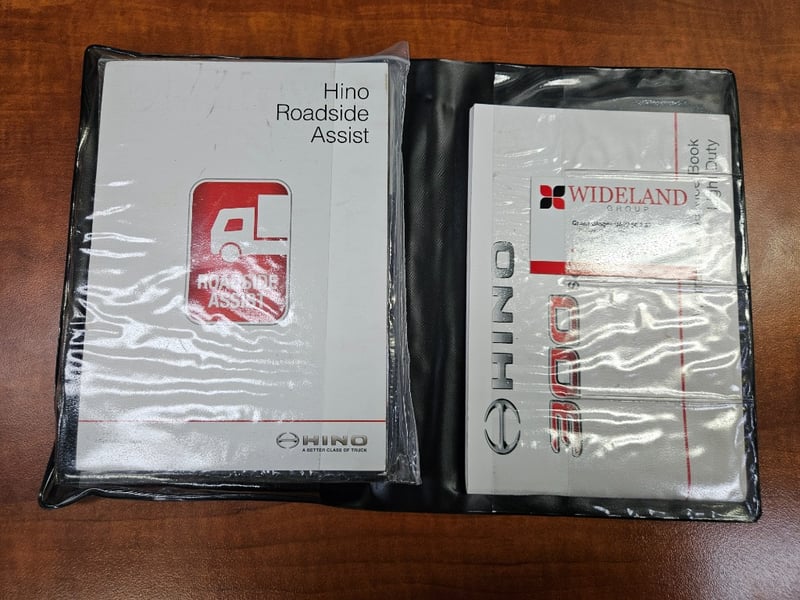 Hino
Roadside
Assist
ROADSIDE
ASSIST
HINO
A BETTER CLASS OF TRUCK
WIDELAND
GROUP
Book
Duty
HINO
300